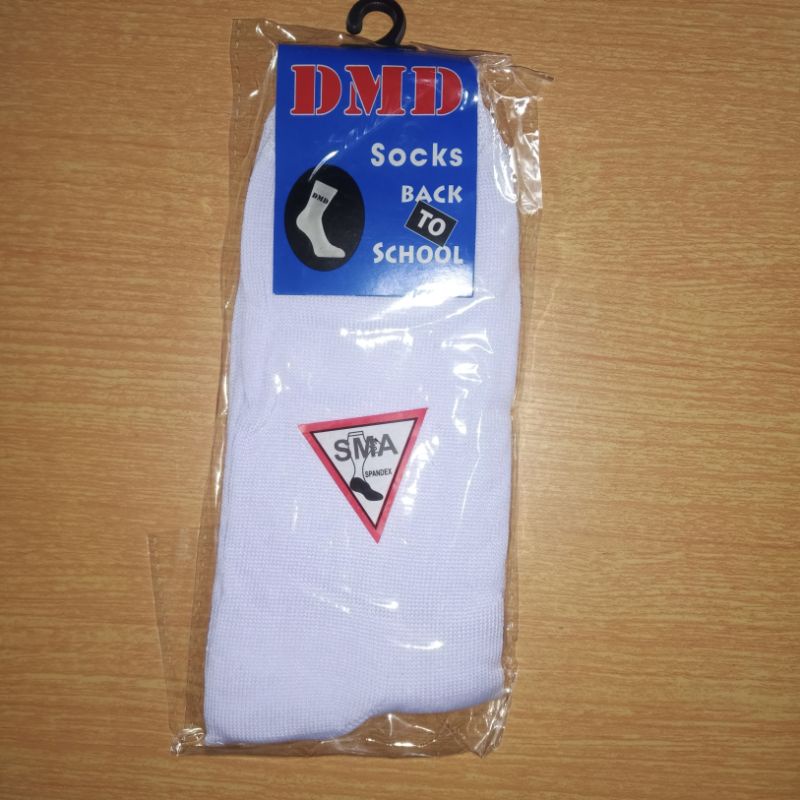 DMD
Socks
DMD
BACK
TO
SCHOOL
SMA
SPANDEX